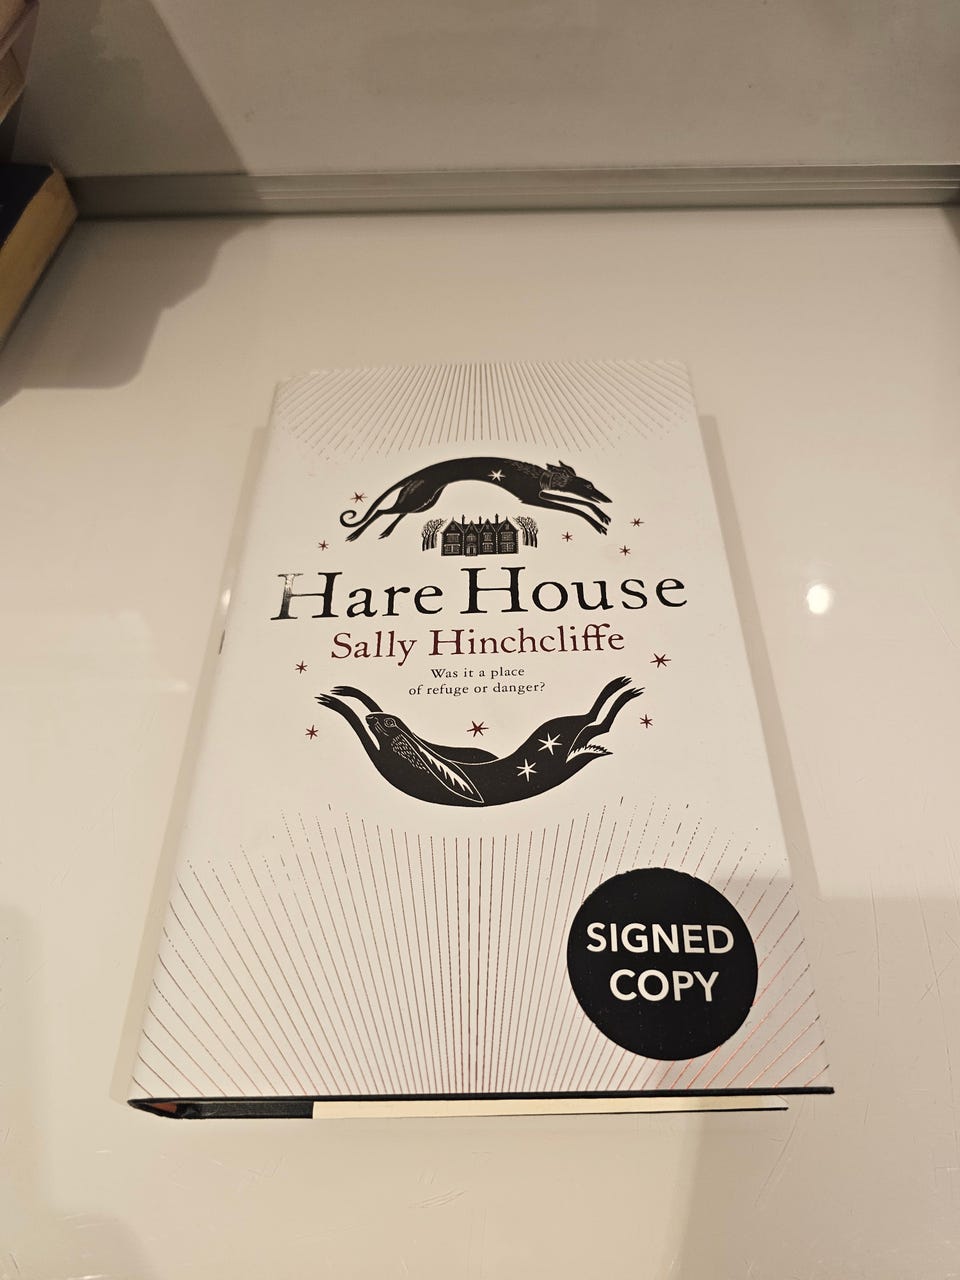 Hare House
Sally Hinchcliffe
Was it a place
of refuge or danger?
SIGNED
COPY